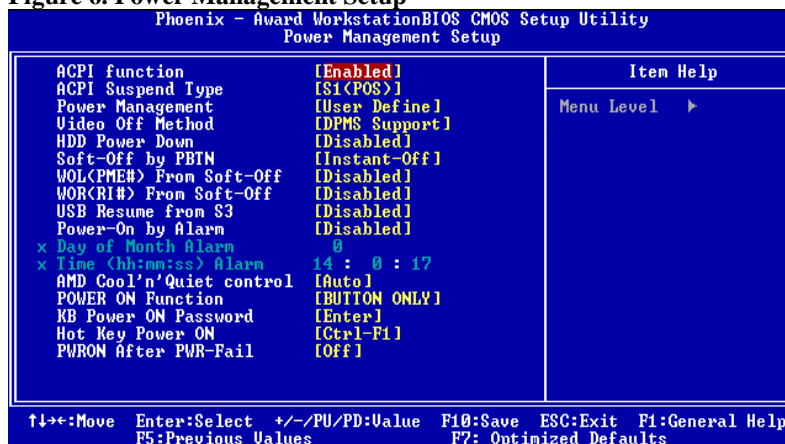 Figure 6. Power Management Setup
Phoenix - Award WorkstationBIOS CMOS Setup Utility
Power Management Setup
ACPI function [Enabled]
ACPI Suspend Type [S1(POS)]
Power Management [User Define]
Video Off Method [DPMS Support]
HDD Power Down [Disabled]
Soft-Off by PBTN [Instant-Off]
WOL(PME#) From Soft-Off [Disabled]
WOR(RI#) From Soft-Off [Disabled]
USB Resume from S3 [Disabled]
Power-On by Alarm [Disabled]
x Day of Month Alarm 0
x Time (hh:mm:ss) Alarm 14 : 0 : 17
AMD Cool'n'Quiet control [Auto]
POWER ON Function [BUTTON ONLY]
KB Power ON Password [Enter]
Hot Key Power ON [Ctrl-F1]
PWRON After PWR-Fail [Off]
Item Help
Menu Level ▶
↑↓→←:Move Enter:Select +/-/PU/PD:Value F10:Save ESC:Exit F1:General Help
F5:Previous Values F7: Optimized Defaults